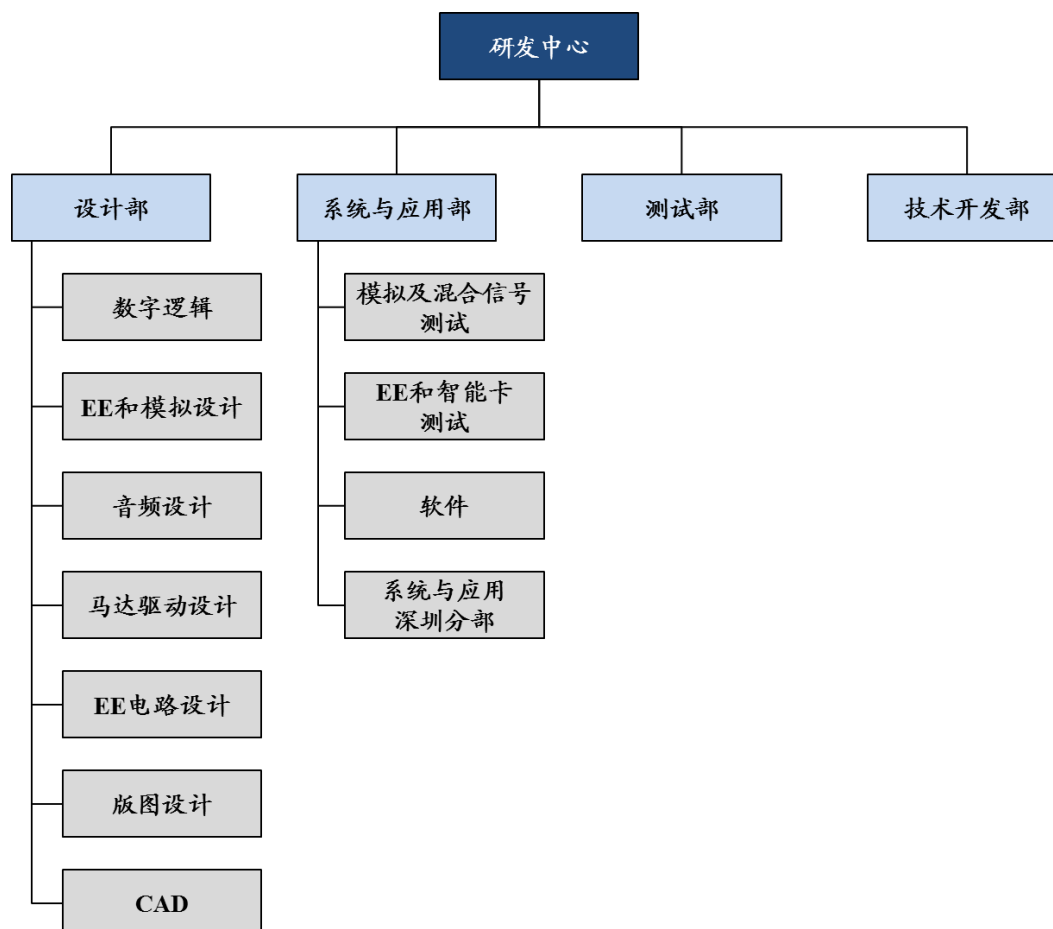 研发中心
设计部
系统与应用部
测试部
技术开发部
数字逻辑
EE和模拟设计
音频设计
马达驱动设计
EE电路设计
版图设计
CAD
模拟及混合信号
测试
EE和智能卡
测试
软件
系统与应用
深圳分部